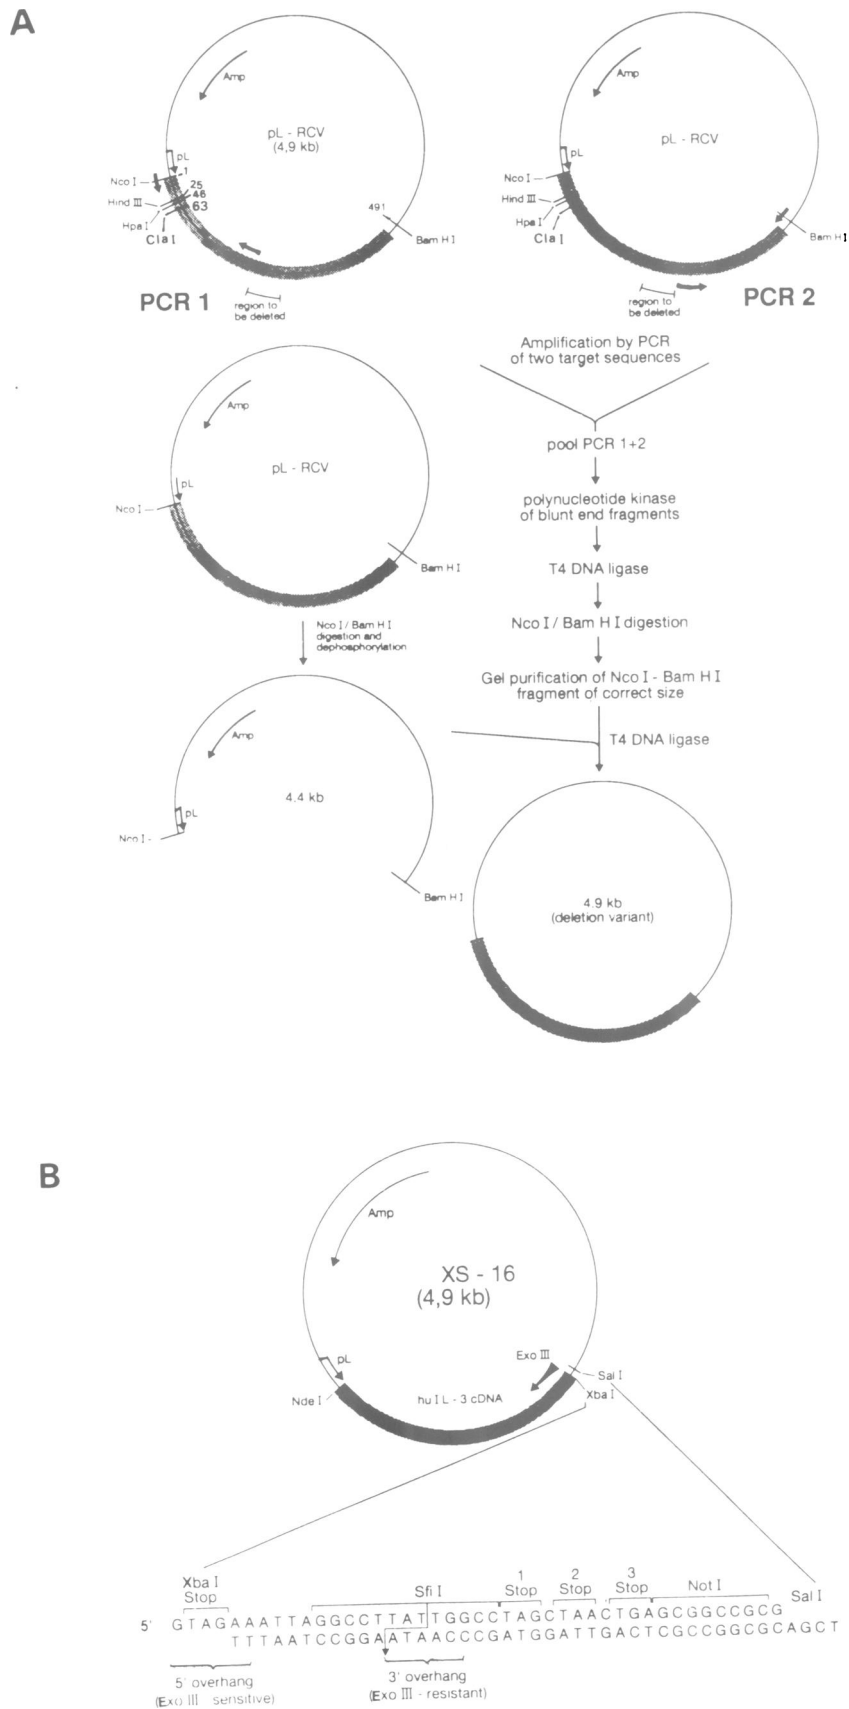 A
Amp
pL - RCV
(4,9 kb)
pL
1
Nco I
25
46
63
Hind III
Hpa I
Cla I
491
Bam H I
PCR 1
region to
be deleted
Amp
pL - RCV
pL
Nco I
Hind III
Hpa I
Cla I
Bam H I
PCR 2
region to
be deleted
Amplification by PCR
of two target sequences
pool PCR 1+2
polynucleotide kinase
of blunt end fragments
T4 DNA ligase
Nco I / Bam H I digestion
Gel purification of Nco I - Bam H I
fragment of correct size
T4 DNA ligase
Amp
pL - RCV
pL
Nco I
Bam H I
Nco I / Bam H I
digestion and
dephosphorylation
Amp
4.4 kb
pL
Nco I -
Bam H I
4.9 kb
(deletion variant)
B
Amp
XS - 16
(4,9 kb)
pL
Exo III
Sal I
Xba I
Nde I
hu I L - 3 cDNA
Xba I
Stop
Sfi I
1
Stop
2
Stop
3
Stop
Not I
Sal I
5' GTAGAAATTAGGCCTTATTGGCCTAGCTAACTGAGCGGCCGCG
TTTAATCCGGAATAACCCGATGGATTGACTCGCCGGCGCAGCT
5' overhang
(Exo III - sensitive)
3' overhang
(Exo III - resistant)